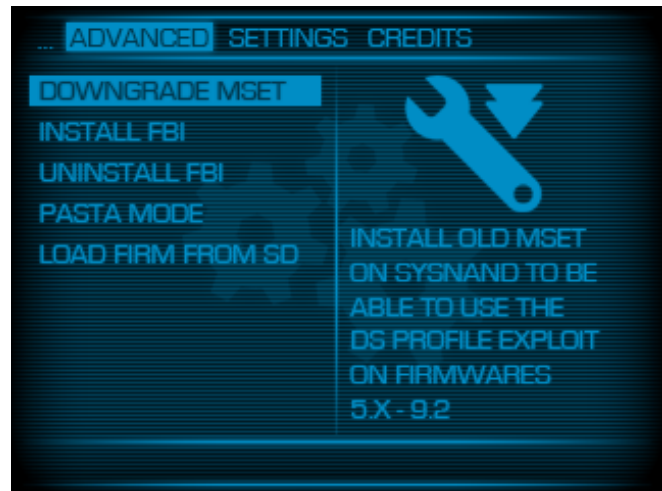 ... ADVANCED SETTINGS CREDITS
DOWNGRADE MSET
INSTALL FBI
UNINSTALL FBI
PASTA MODE
LOAD FIRM FROM SD
INSTALL OLD MSET
ON SYSNAND TO BE
ABLE TO USE THE
DS PROFILE EXPLOIT
ON FIRMWARES
5.X - 9.2